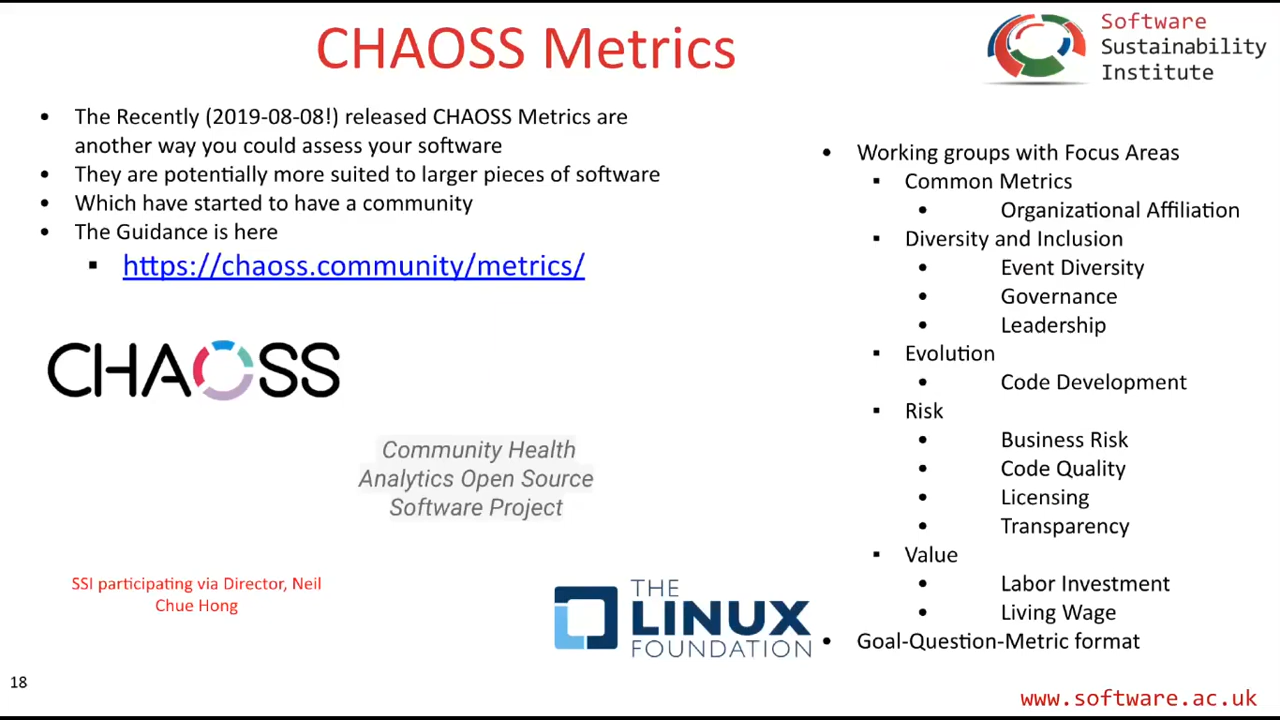 CHAOSS Metrics
Software
Sustainability
Institute
• The Recently (2019-08-08!) released CHAOSS Metrics are
another way you could assess your software
• They are potentially more suited to larger pieces of software
• Which have started to have a community
• The Guidance is here
▪ https://chaoss.community/metrics/
CHAOSS
Community Health
Analytics Open Source
Software Project
SSI participating via Director, Neil
Chue Hong
THE
LINUX
FOUNDATION
• Working groups with Focus Areas
▪ Common Metrics
• Organizational Affiliation
▪ Diversity and Inclusion
• Event Diversity
• Governance
• Leadership
▪ Evolution
• Code Development
▪ Risk
• Business Risk
• Code Quality
• Licensing
• Transparency
▪ Value
• Labor Investment
• Living Wage
• Goal-Question-Metric format
18
www.software.ac.uk